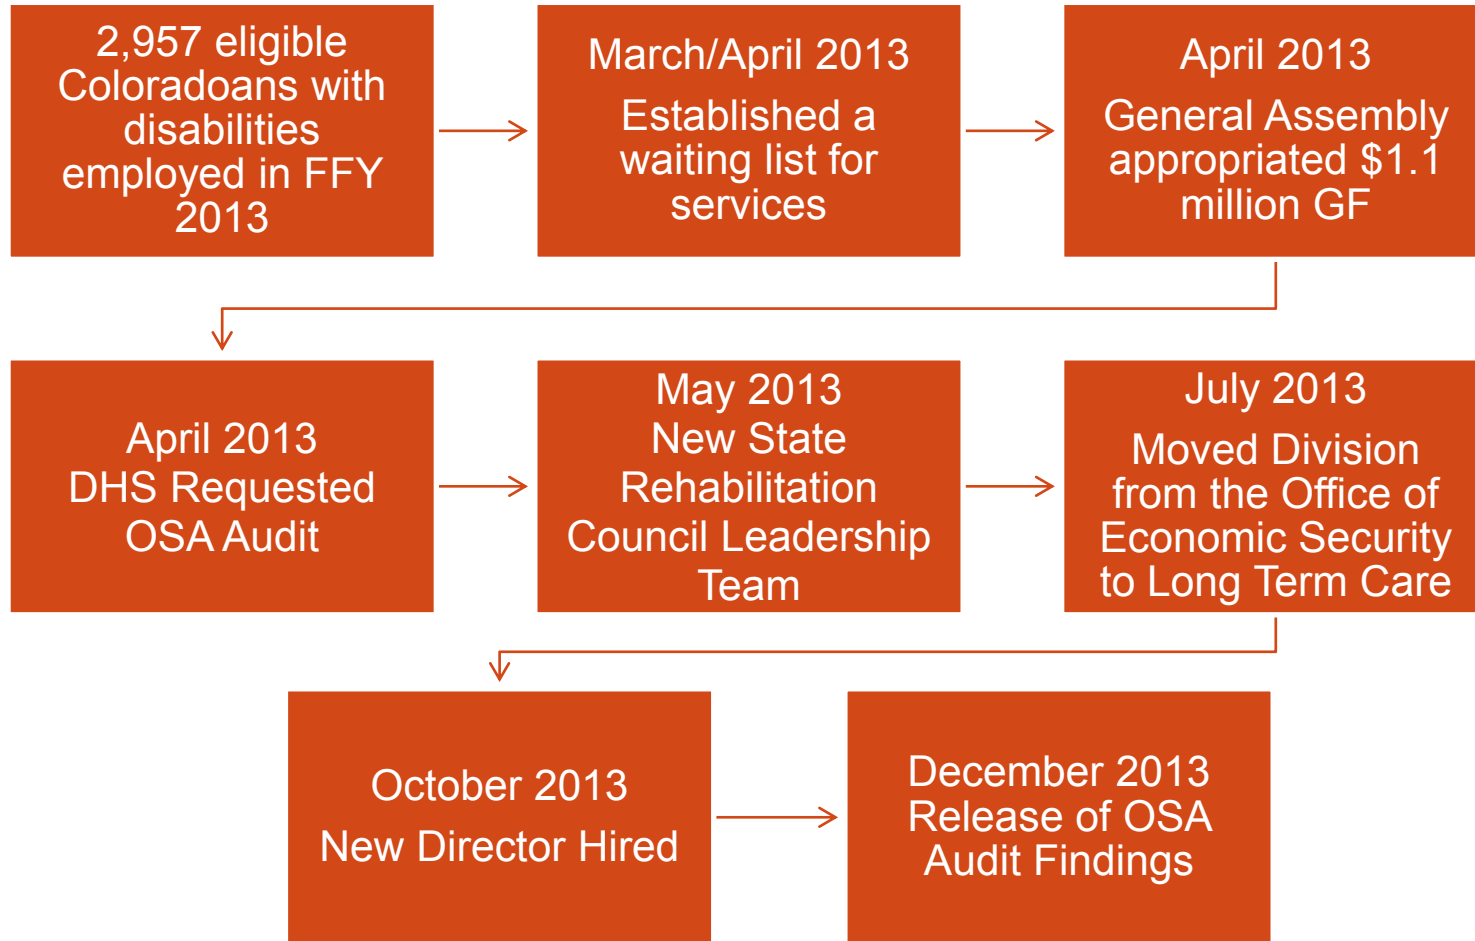 2,957 eligible
Coloradoans with
disabilities
employed in FFY
2013
March/April 2013
Established a
waiting list for
services
April 2013
General Assembly
appropriated $1.1
million GF
April 2013
DHS Requested
OSA Audit
May 2013
New State
Rehabilitation
Council Leadership
Team
July 2013
Moved Division
from the Office of
Economic Security
to Long Term Care
October 2013
New Director Hired
December 2013
Release of OSA
Audit Findings